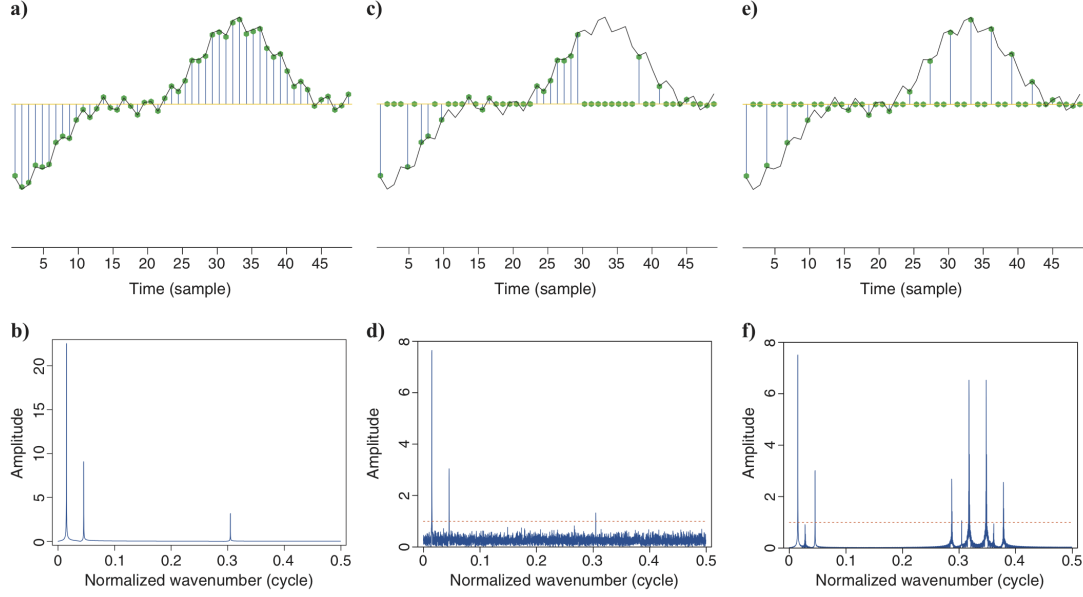 a)
c)
e)
5 10 15 20 25 30 35 40 45
5 10 15 20 25 30 35 40 45
5 10 15 20 25 30 35 40 45
Time (sample)
Time (sample)
Time (sample)
b)
20
15
10
5
0
Amplitude
0 0.1 0.2 0.3 0.4 0.5
Normalized wavenumber (cycle)
d)
8
6
4
2
0
Amplitude
0 0.1 0.2 0.3 0.4 0.5
Normalized wavenumber (cycle)
f)
8
6
4
2
0
Amplitude
0 0.1 0.2 0.3 0.4 0.5
Normalized wavenumber (cycle)